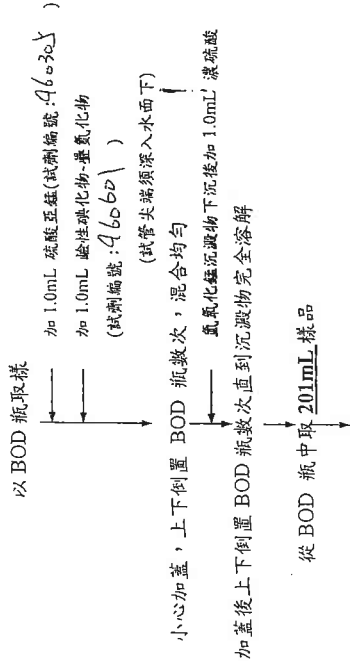 以 BOD 瓶取樣
加 1.0mL 硫酸亞錳(試劑編號:960305)
加 1.0mL 鹼性碘化物-疊氮化物
(試劑編號:960601)
(試管尖端須深入水面下)
小心加蓋，上下倒置 BOD 瓶數次，混合均勻
氫氧化錳沉澱物下沉後加 1.0mL 濃硫酸
加蓋後上下倒置 BOD 瓶數次直到沉澱物完全溶解
從 BOD 瓶中取 201mL 樣品